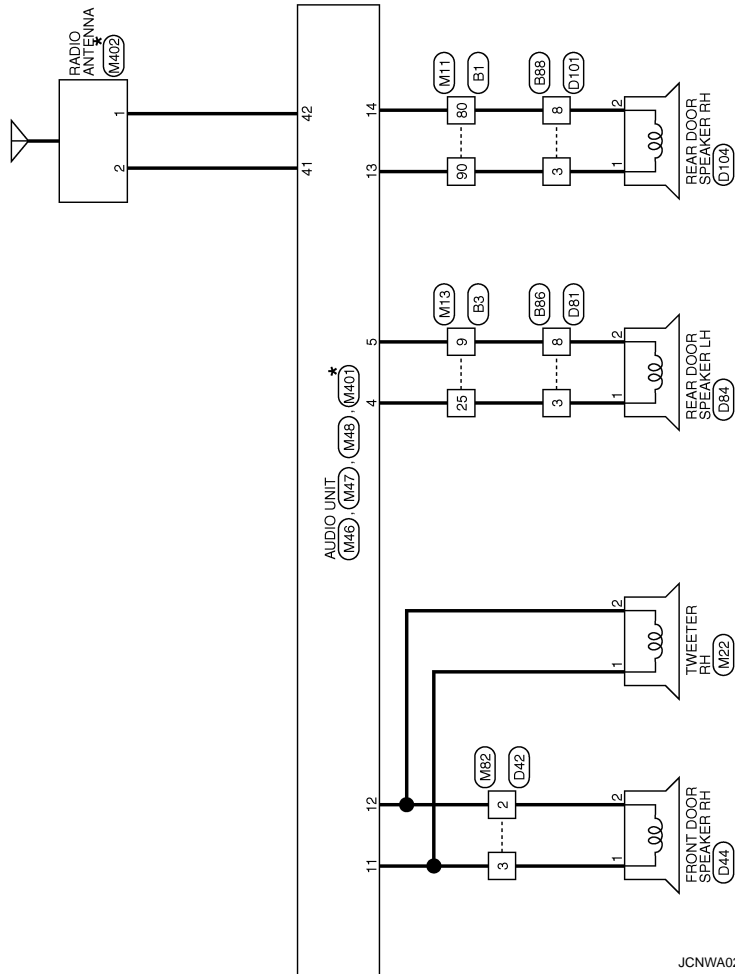 RADIO
ANTENNA
*
M402
1
2
42
41
AUDIO UNIT
M46 , M47 , M48 , M401
*
11
12
4
5
13
14
3
2
M82
D42
25
9
M13
B3
90
80
M11
B1
3
8
B86
D81
3
8
B88
D101
1
2
FRONT DOOR
SPEAKER RH
D44
1
2
TWEETER
RH
M22
1
2
REAR DOOR
SPEAKER LH
D84
1
2
REAR DOOR
SPEAKER RH
D104
JCNWA02